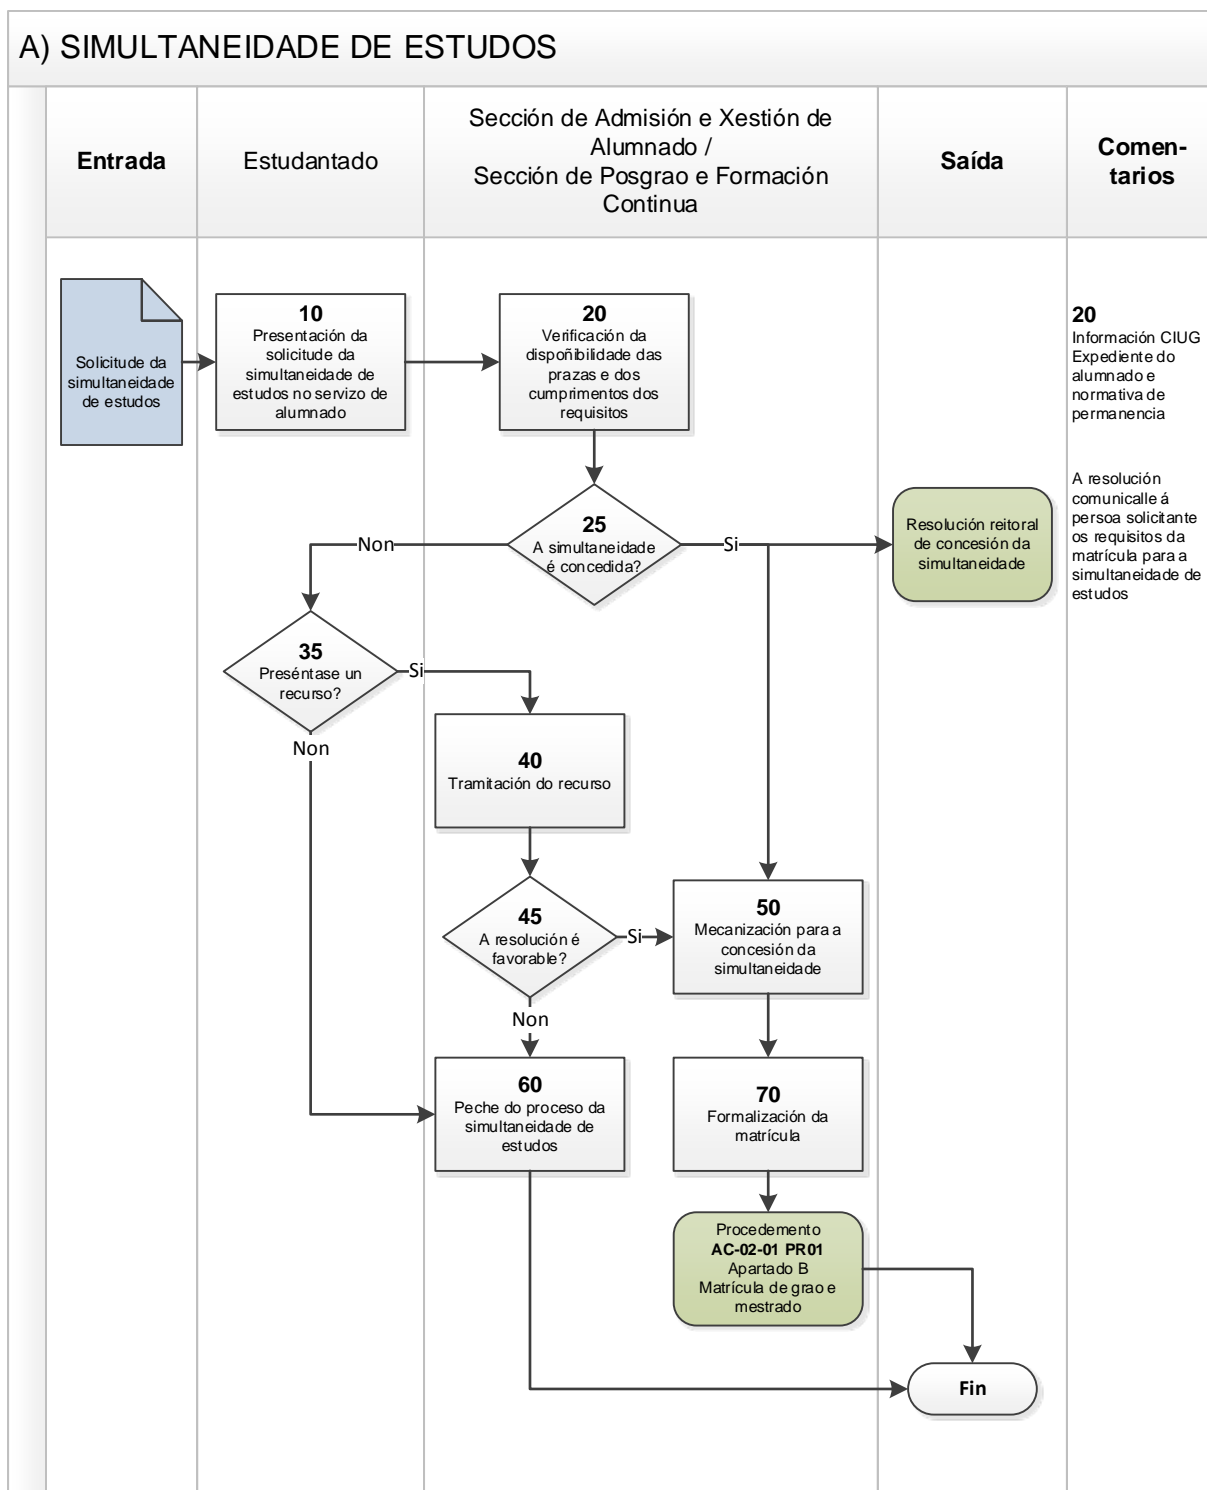 A) SIMULTANEIDADE DE ESTUDOS
Entrada
Estudantado
Sección de Admisión e Xestión de
Alumnado /
Sección de Posgrao e Formación
Continua
Saída
Comen-
tarios
Solicitude da
simultaneidade
de estudos
10
Presentación da
solicitude da
simultaneidade de
estudos no servizo de
alumnado
20
Verificación da
dispoñibilidade das
prazas e dos
cumprimentos dos
requisitos
20
Información CIUG
Expediente do
alumnado e
normativa de
permanencia
A resolución
comunicalle á
persoa solicitante
os requisitos da
matrícula para a
simultaneidade de
estudos
25
A simultaneidade
é concedida?
Non
Si
Resolución reitoral
de concesión da
simultaneidade
35
Preséntase un
recurso?
Si
Non
40
Tramitación do recurso
45
A resolución é
favorable?
Si
Non
50
Mecanización para a
concesión da
simultaneidade
60
Peche do proceso da
simultaneidade de
estudos
70
Formalización da
matrícula
Procedemento
AC-02-01 PR01
Apartado B
Matrícula de grao e
mestrado
Fin